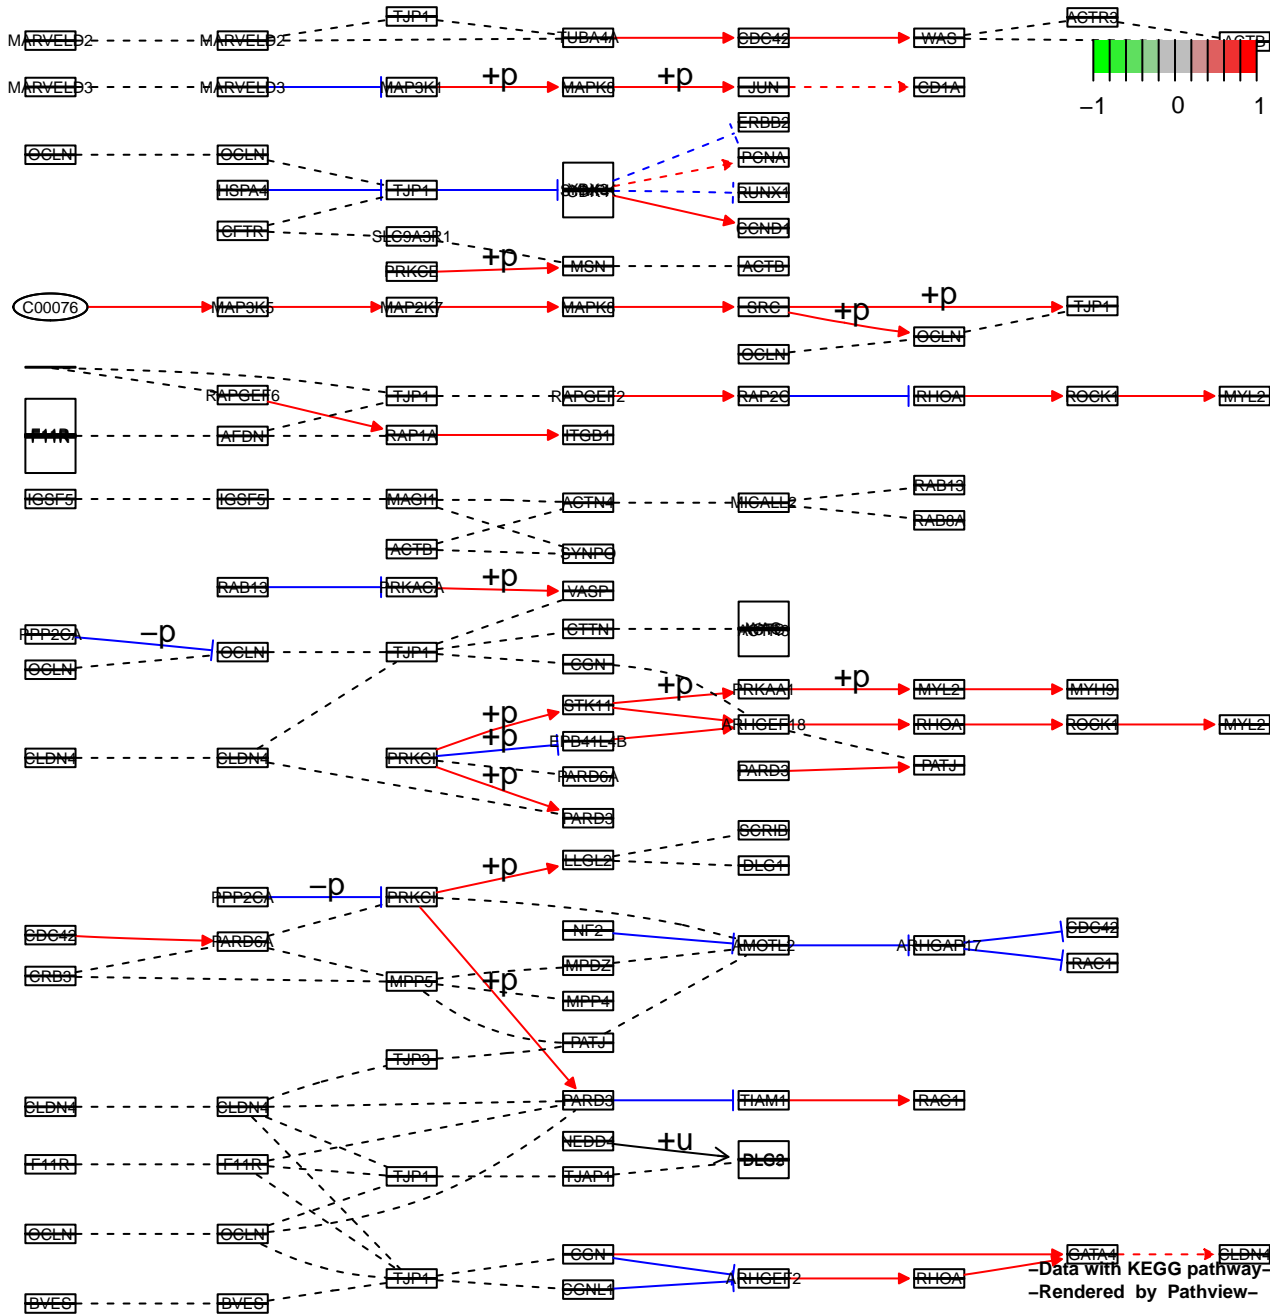 TJP1
ACTR3
MARVELD2
MARVELD2
TUBA4A
CDC42
WAS
ACTB
MARVELD3
MARVELD3
MAP3K1
+p
MAPK8
+p
JUN
CD1A
−1
0
1
ERBB2
OCLN
OCLN
PCNA
HSPA4
TJP1
RUNX1
CFTR
SLC9A3R1
CCND1
PRKCE
+p
MSN
ACTB
C00076
MAP3K5
MAP2K7
MAPK8
SRC
+p
+p
TJP1
OCLN
OCLN
RAPGEF6
TJP1
RAPGEF2
RAP2C
RHOA
ROCK1
MYL2
F11R
AFDN
RAP1A
ITGB1
IGSF5
IGSF5
MAGI1
ACTN4
MICALL2
RAB13
RAB8A
ACTB
SYNPO
RAB13
PRKACA
+p
VASP
PPP2CA
−p
OCLN
OCLN
TJP1
CTTN
CGN
STK11
+p
PRKAA1
+p
MYL2
MYH9
+p
+p
EPB41L4B
ARHGEF18
RHOA
ROCK1
MYL2
CLDN4
CLDN4
PRKCI
+p
PARD6A
PARD3
PATJ
PARD3
SCRIB
+p
LLGL2
DLG1
PPP2CA
−p
PRKCI
CDC42
PARD6A
NF2
AMOTL2
ARHGAP17
CDC42
CRB3
MPP5
+p
MPDZ
RAC1
MPP4
PATJ
TJP3
CLDN4
CLDN4
PARD3
TIAM1
RAC1
NEDD4
+u
F11R
F11R
TJP1
TJAP1
OCLN
OCLN
CGN
GATA4
CLDN4
TJP1
CGNL1
ARHGEF2
RHOA
−Data with KEGG pathway−
−Rendered by Pathview−
BVES
BVES